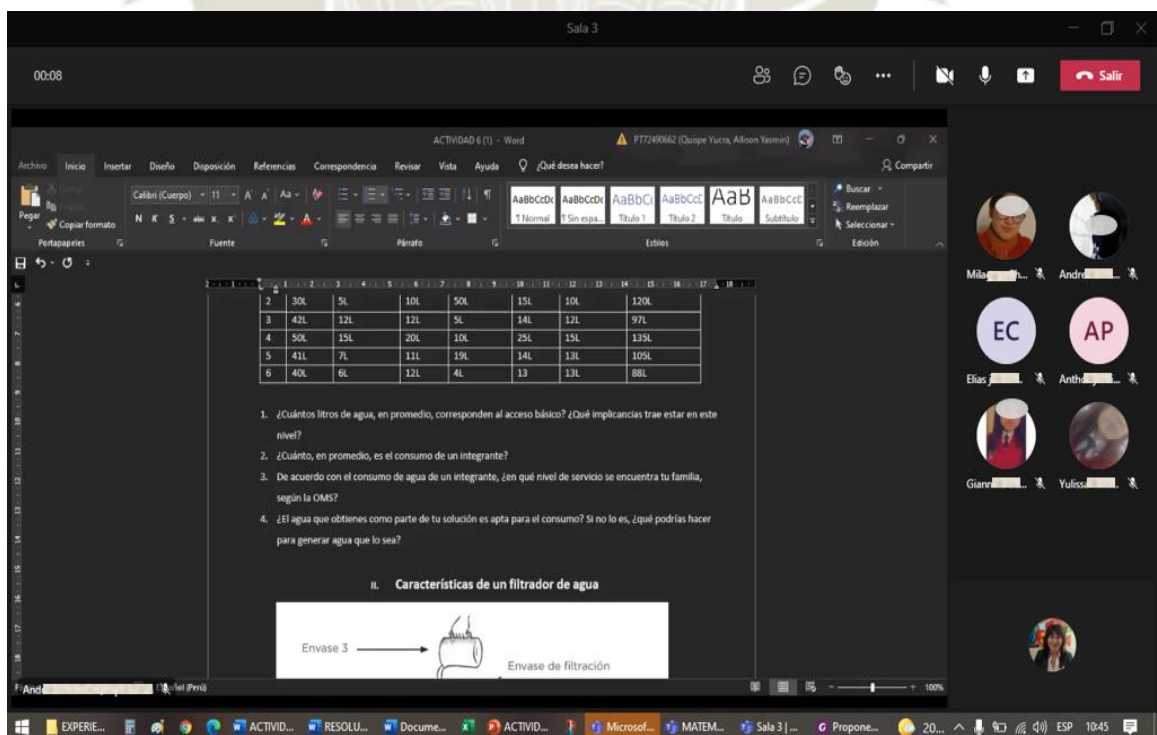 Sala 3
00:08
Salir
ACTIVIDAD 6 (1) - Word
PT72490662 (Quispe Yucra, Allison Yasmin)
Archivo Inicio Insertar Diseño Disposición Referencias Correspondencia Revisar Vista Ayuda ¿Qué desea hacer? Compartir
Pegar
Copiar formato
Portapapeles
Calibri (Cuerpo) 11
N K S
Fuente
Párrafo
AaBbCcDc AaBbCcDc AaBbC AaBbCcC AaB AaBbCcC
¶ Normal ¶ Sin espa... Título 1 Título 2 Título Subtítulo
Estilos
Buscar
Reemplazar
Seleccionar
Edición
2 30L 5L 10L 50L 15L 10L 120L
3 42L 12L 12L 5L 14L 12L 97L
4 50L 15L 20L 10L 25L 15L 135L
5 41L 7L 11L 19L 14L 13L 105L
6 40L 6L 12L 4L 13 13L 88L
1. ¿Cuántos litros de agua, en promedio, corresponden al acceso básico? ¿Qué implicancias trae estar en este
nivel?
2. ¿Cuánto, en promedio, es el consumo de un integrante?
3. De acuerdo con el consumo de agua de un integrante, ¿en qué nivel de servicio se encuentra tu familia,
según la OMS?
4. ¿El agua que obtienes como parte de tu solución es apta para el consumo? Si no lo es, ¿qué podrías hacer
para generar agua que lo sea?
II. Características de un filtrador de agua
Envase 3
Envase de filtración
Andre
EC AP
Elias
Giann
100%
EXPERIE... ACTIVID... RESOLU... Docume... ACTIVID... Microsof... MATEM... Sala 3 | ... Propone... 20... ESP 10:45